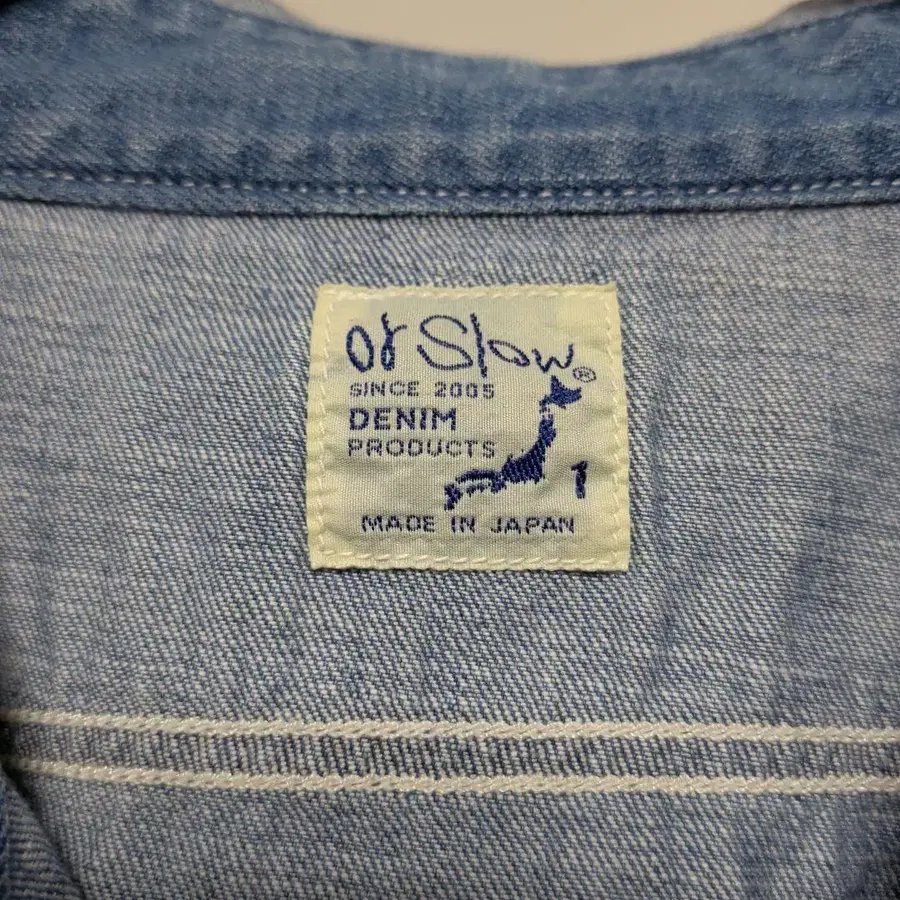 or Slow®
SINCE 2005
DENIM
PRODUCTS
1
MADE IN JAPAN